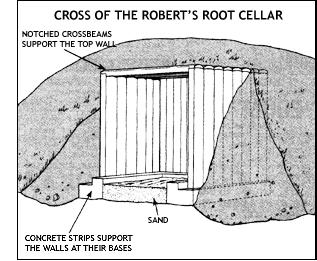 CROSS OF THE ROBERT'S ROOT CELLAR
NOTCHED CROSSBEAMS
SUPPORT THE TOP WALL
SAND
CONCRETE STRIPS SUPPORT
THE WALLS AT THEIR BASES